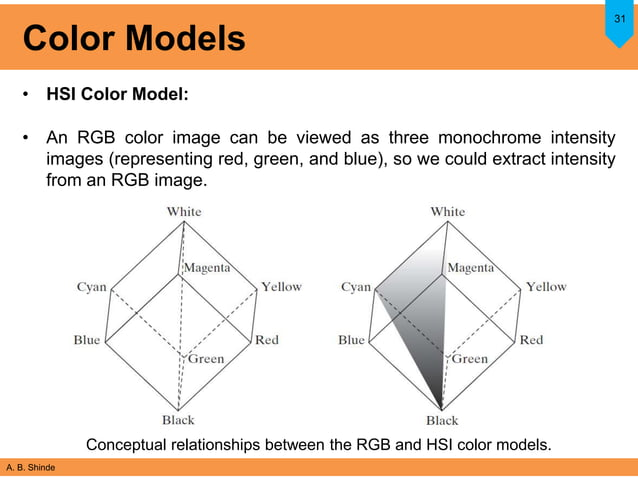 31
Color Models
• HSI Color Model:
• An RGB color image can be viewed as three monochrome intensity
images (representing red, green, and blue), so we could extract intensity
from an RGB image.
White
Magenta
Cyan
Yellow
Blue
Red
Green
Black
White
Magenta
Cyan
Yellow
Blue
Red
Green
Black
Conceptual relationships between the RGB and HSI color models.
A. B. Shinde